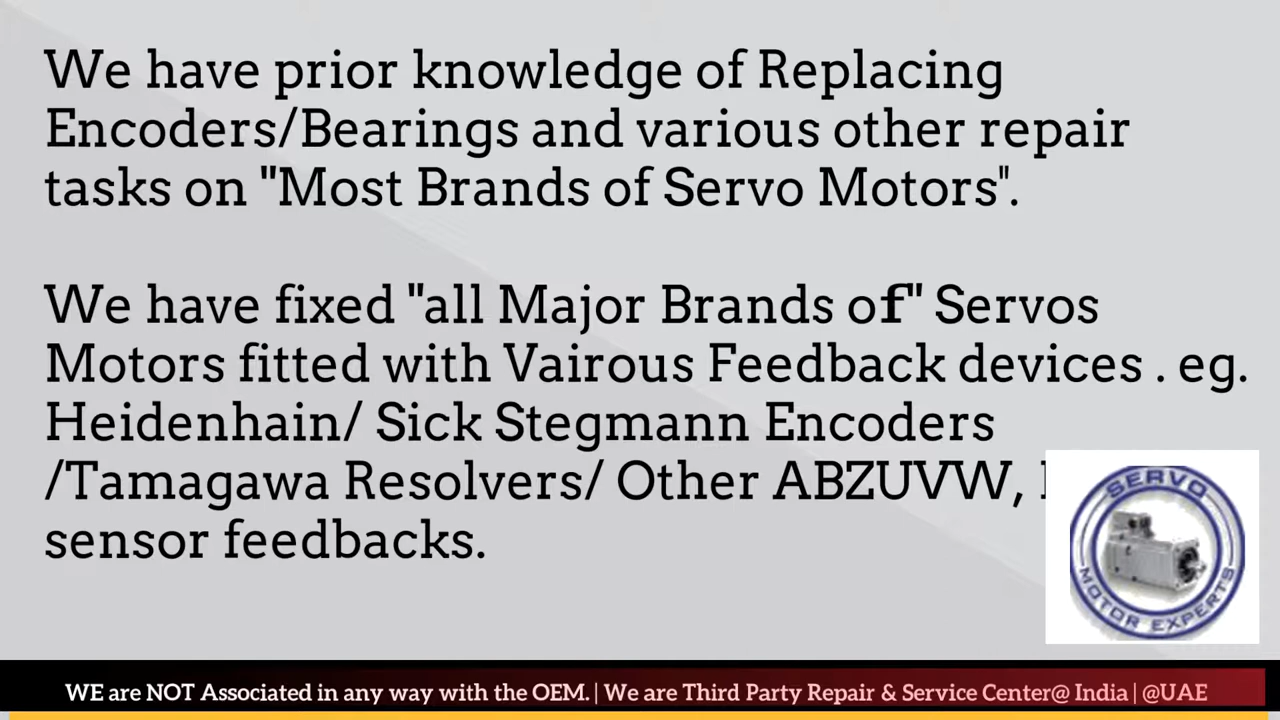 We have prior knowledge of Replacing
Encoders/Bearings and various other repair
tasks on "Most Brands of Servo Motors".
We have fixed "all Major Brands of" Servos
Motors fitted with Vairous Feedback devices . eg.
Heidenhain/ Sick Stegmann Encoders
/Tamagawa Resolvers/ Other ABZUVW,
sensor feedbacks.
SERVO
MOTOR EXPERTS
WE are NOT Associated in any way with the OEM. | We are Third Party Repair & Service Center@ India | @UAE